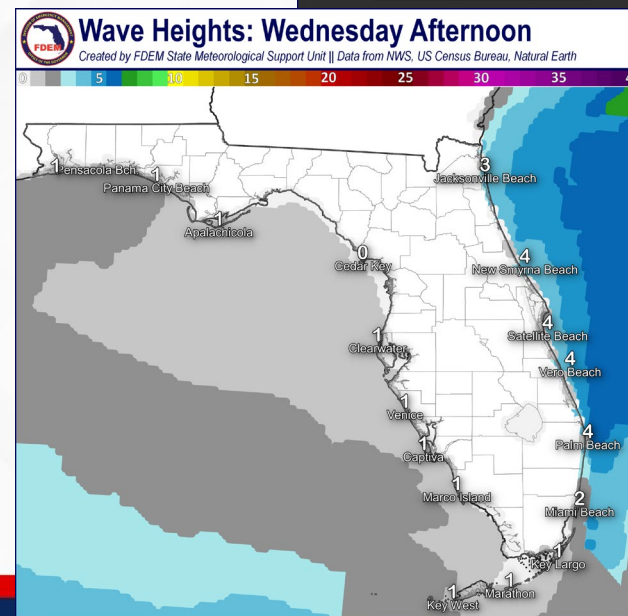 Wave Heights: Wednesday Afternoon
Created by FDEM State Meteorological Support Unit || Data from NWS, US Census Bureau, Natural Earth
FDEM
0 5 10 15 20 25 30 35 4
3
Jacksonville Beach
1
Pensacola Bch.
1
Panama City Beach
1
Apalachicola
0
Cedar Key
4
New Smyrna Beach
4
Satellite Beach
1
Clearwater
4
Vero Beach
1
Venice
4
Palm Beach
1
Captiva
1
Marco Island
2
Miami Beach
1
Key Largo
1
Marathon
1
Key West